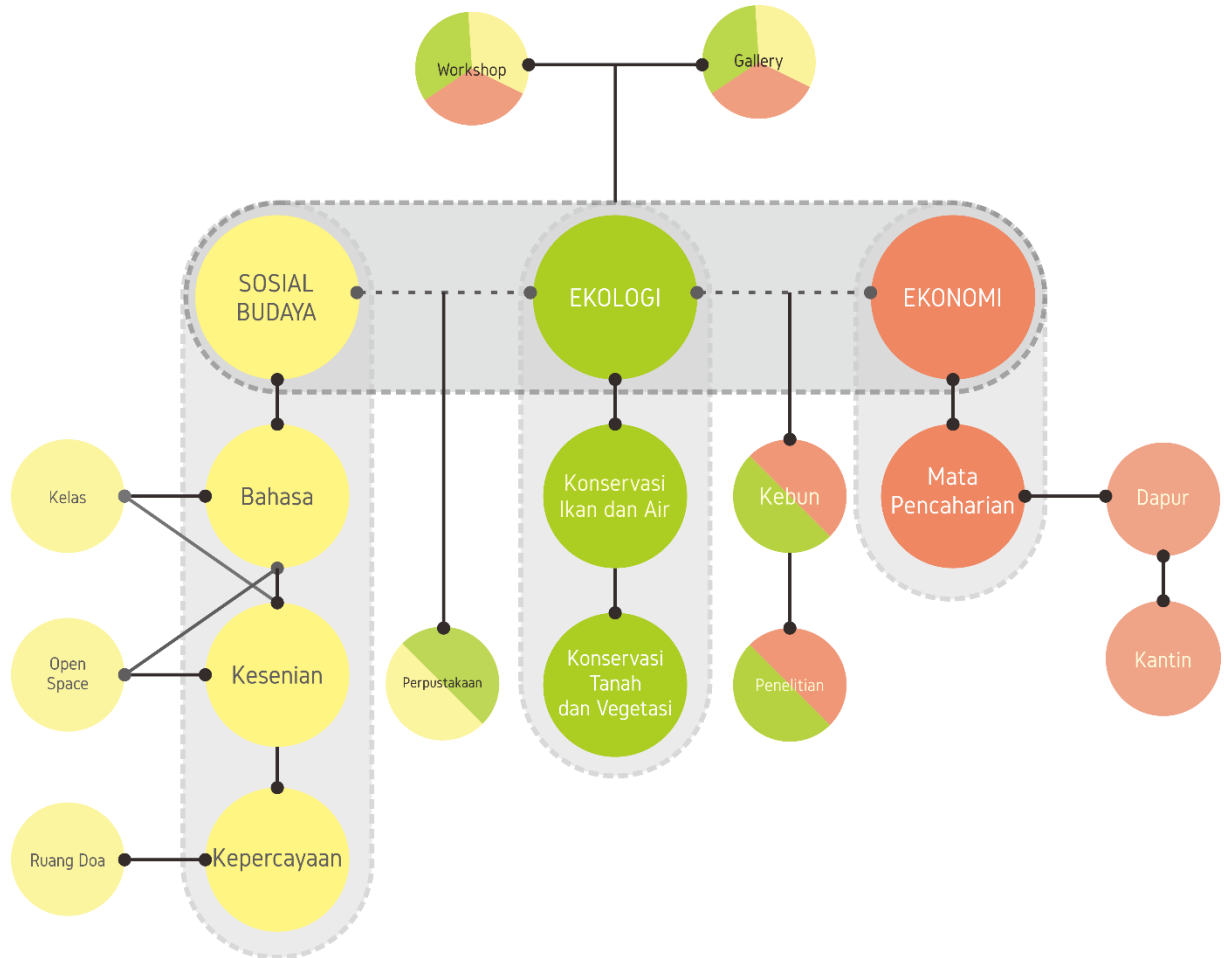 Workshop
Gallery
SOSIAL
BUDAYA
EKOLOGI
EKONOMI
Kelas
Bahasa
Konservasi
Ikan dan Air
Kebun
Mata
Pencaharian
Dapur
Open
Space
Kesenian
Perpustakaan
Konservasi
Tanah
dan Vegetasi
Penelitian
Kantin
Ruang Doa
Kepercayaan